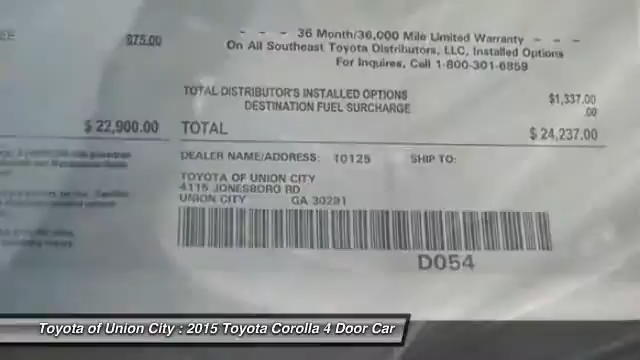 36 Month/36,000 Mile Limited Warranty
On All Southeast Toyota Distributors, LLC, Installed Options
For Inquires, Call 1-800-301-6859
$75.00
TOTAL DISTRIBUTOR'S INSTALLED OPTIONS $1,337.00
DESTINATION FUEL SURCHARGE .00
$ 22,900.00 TOTAL $ 24,237.00
DEALER NAME/ADDRESS: 10125 SHIP TO:
TOYOTA OF UNION CITY
4115 JONESBORO RD
UNION CITY GA 30291
D054
Toyota of Union City : 2015 Toyota Corolla 4 Door Car